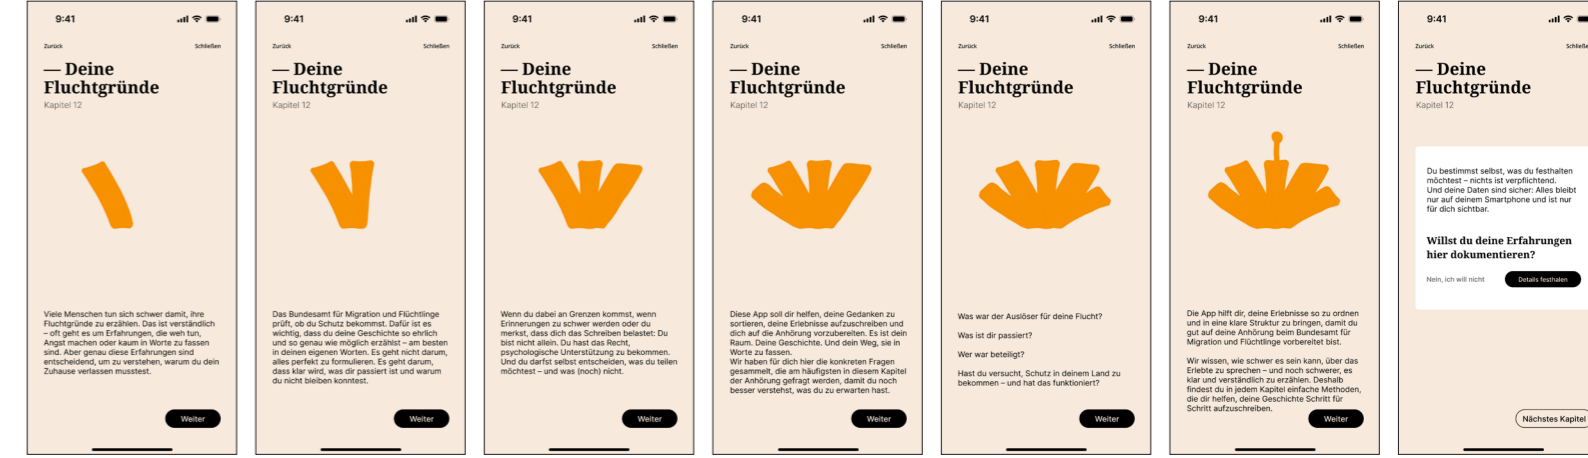 9:41
Zurück
Schließen
— Deine
Fluchtgründe
Kapitel 12
Viele Menschen tun sich schwer damit, ihre
Fluchtgründe zu erzählen. Das ist verständlich
– oft geht es um Erfahrungen, die weh tun,
Angst machen oder kaum in Worte zu fassen
sind. Aber genau diese Erfahrungen sind
entscheidend, um zu verstehen, warum du dein
Zuhause verlassen musstest.
Weiter
9:41
Zurück
Schließen
— Deine
Fluchtgründe
Kapitel 12
Das Bundesamt für Migration und Flüchtlinge
prüft, ob du Schutz bekommst. Dafür ist es
wichtig, dass du deine Geschichte so ehrlich
und so genau wie möglich erzählst – am besten
in deinen eigenen Worten. Es geht nicht darum,
alles perfekt zu formulieren. Es geht darum,
dass klar wird, was dir passiert ist und warum
du nicht bleiben konntest.
Weiter
9:41
Zurück
Schließen
— Deine
Fluchtgründe
Kapitel 12
Wenn du dabei an Grenzen kommst, wenn
Erinnerungen zu schwer werden oder du
merkst, dass dich das Schreiben belastet: Du
bist nicht allein. Du hast das Recht,
psychologische Unterstützung zu bekommen.
Und du darfst selbst entscheiden, was du teilen
möchtest – und was (noch) nicht.
Weiter
9:41
Zurück
Schließen
— Deine
Fluchtgründe
Kapitel 12
Diese App soll dir helfen, deine Gedanken zu
sortieren, deine Erlebnisse aufzuschreiben und
dich auf die Anhörung vorzubereiten. Es ist dein
Raum. Deine Geschichte. Und dein Weg, sie in
Worte zu fassen.
Wir haben für dich hier die konkreten Fragen
gesammelt, die am häufigsten in diesem Kapitel
der Anhörung gefragt werden, damit du noch
besser verstehst, was du zu erwarten hast.
Weiter
9:41
Zurück
Schließen
— Deine
Fluchtgründe
Kapitel 12
Was war der Auslöser für deine Flucht?
Was ist dir passiert?
Wer war beteiligt?
Hast du versucht, Schutz in deinem Land zu
bekommen – und hat das funktioniert?
Weiter
9:41
Zurück
Schließen
— Deine
Fluchtgründe
Kapitel 12
Die App hilft dir, deine Erlebnisse so zu ordnen
und in eine klare Struktur zu bringen, damit du
gut auf deine Anhörung beim Bundesamt für
Migration und Flüchtlinge vorbereitet bist.
Wir wissen, wie schwer es sein kann, über das
Erlebte zu sprechen – und noch schwerer, es
klar und verständlich zu erzählen. Deshalb
findest du in jedem Kapitel einfache Methoden,
die dir helfen, deine Geschichte Schritt für
Schritt aufzuschreiben.
Weiter
9:41
Zurück
Schließe
— Deine
Fluchtgründe
Kapitel 12
Du bestimmst selbst, was du festhalten
möchtest – nichts ist verpflichtend.
Und deine Daten sind sicher: Alles bleibt
nur auf deinem Smartphone und ist nur
für dich sichtbar.
Willst du deine Erfahrungen
hier dokumentieren?
Nein, ich will nicht
Details festhalten
Nächstes Kapitel